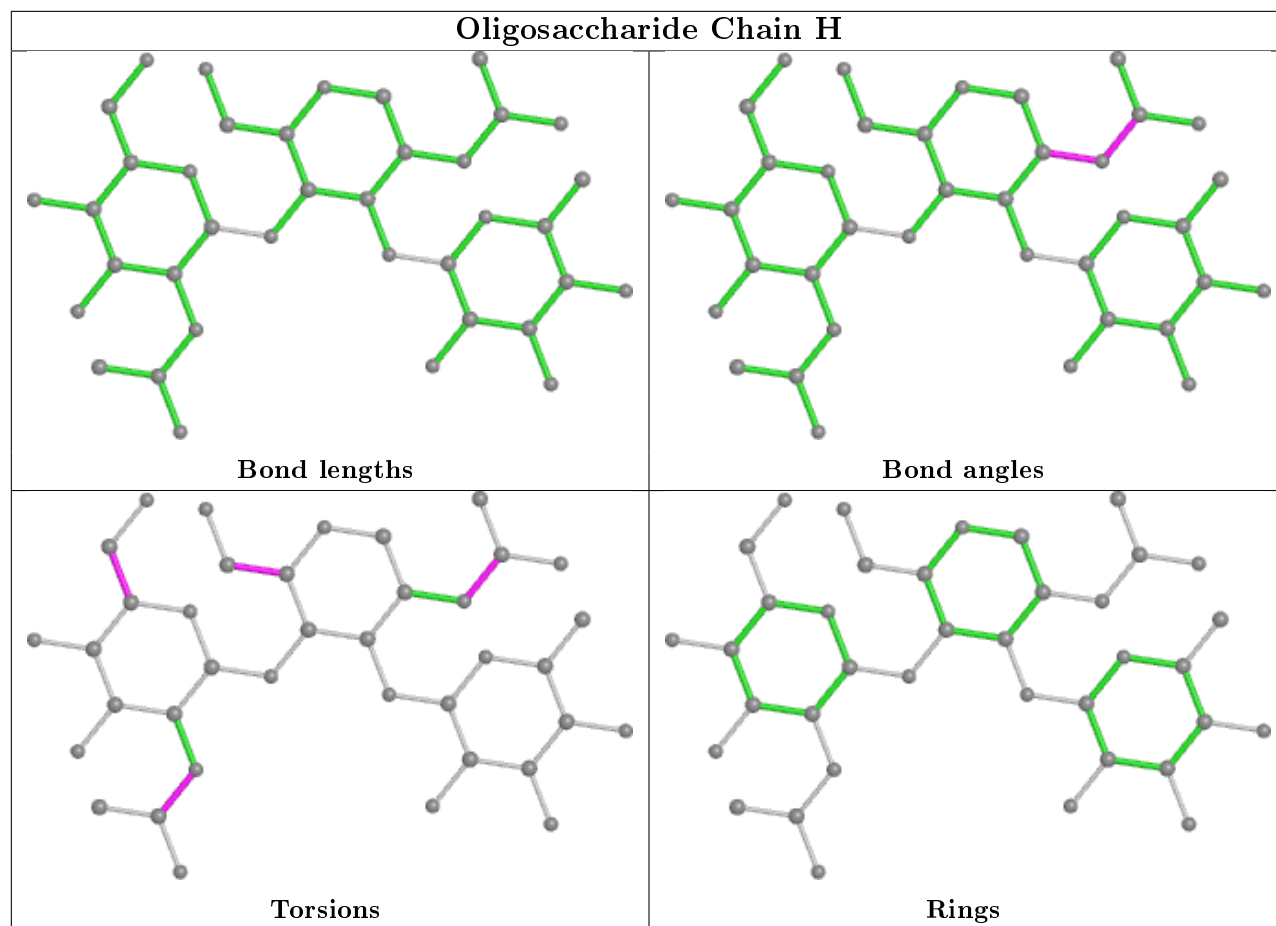 Oligosaccharide Chain H
Bond lengths
Bond angles
Torsions
Rings